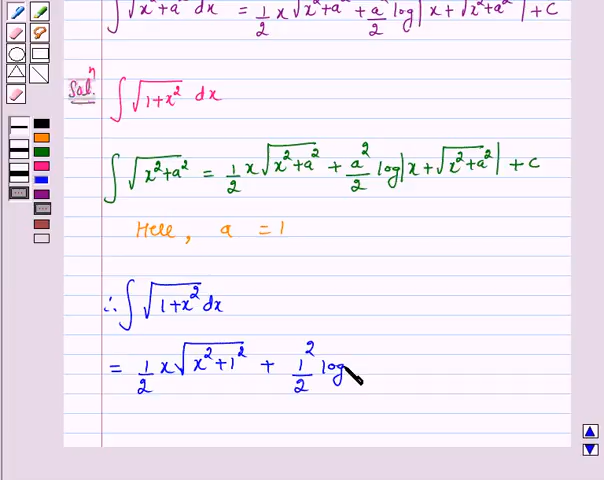 ∫√(x²+a²) dx = 1/2 x √(x²+a²) + a²/2 log|x+√(x²+a²)| + C
Solⁿ ∫√(1+x²) dx
∫√(x²+a²) = 1/2 x √(x²+a²) + a²/2 log|x+√(x²+a²)| + C
Here, a = 1
∴ ∫√(1+x²) dx
= 1/2 x √(x²+1²) + 1²/2 log